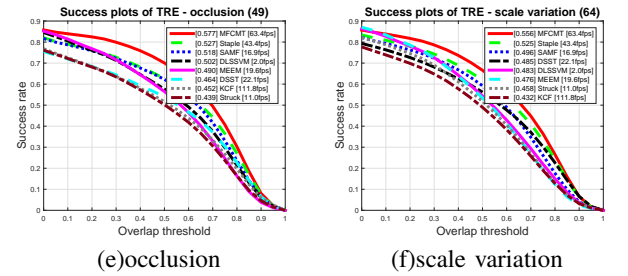 Success plots of TRE - occlusion (49)
[0.577] MFCMT [63.4fps]
[0.527] Staple [43.4fps]
[0.518] SAMF [16.9fps]
[0.502] DLSSVM [2.0fps]
[0.490] MEEM [19.6fps]
[0.464] DSST [22.1fps]
[0.452] KCF [111.8fps]
[0.439] Struck [11.0fps]
Success rate
0.9
0.8
0.7
0.6
0.5
0.4
0.3
0.2
0.1
0
0 0.1 0.2 0.3 0.4 0.5 0.6 0.7 0.8 0.9 1
Overlap threshold
(e)occlusion
Success plots of TRE - scale variation (64)
[0.556] MFCMT [63.4fps]
[0.525] Staple [43.4fps]
[0.496] SAMF [16.9fps]
[0.485] DSST [22.1fps]
[0.483] DLSSVM [2.0fps]
[0.476] MEEM [19.6fps]
[0.458] Struck [11.0fps]
[0.432] KCF [111.8fps]
Success rate
0.9
0.8
0.7
0.6
0.5
0.4
0.3
0.2
0.1
0
0 0.1 0.2 0.3 0.4 0.5 0.6 0.7 0.8 0.9 1
Overlap threshold
(f)scale variation